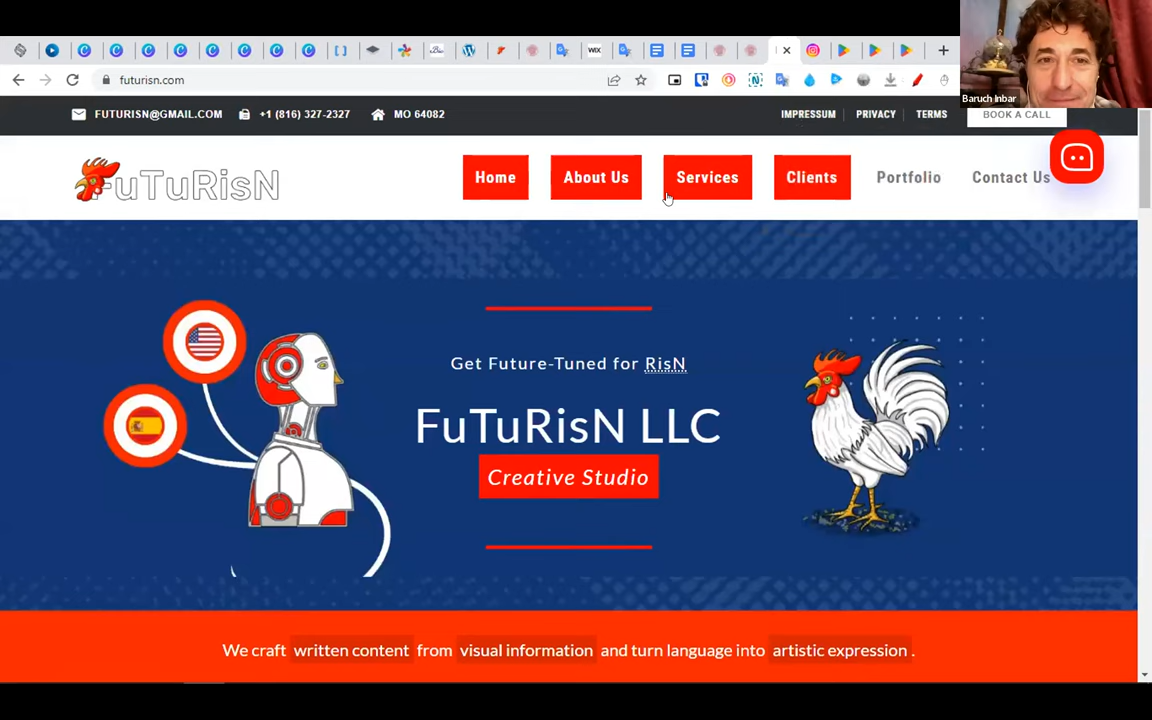 futurisn.com
Baruch Inbar
FUTURISN@GMAIL.COM +1 (816) 327-2327 MO 64082 IMPRESSUM PRIVACY TERMS BOOK A CALL
FuTuRisN Home About Us Services Clients Portfolio Contact Us
Get Future-Tuned for RisN
FuTuRisN LLC
Creative Studio
We craft written content from visual information and turn language into artistic expression .